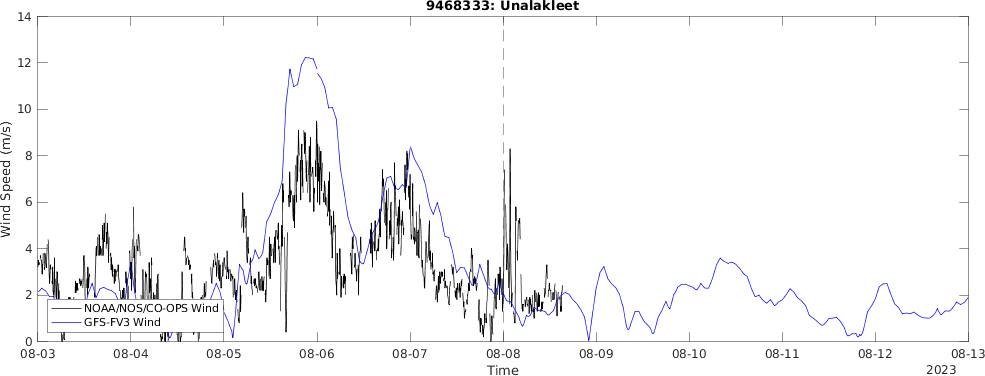 9468333: Unalakleet
Wind Speed (m/s)
14
12
10
8
6
4
2
0
NOAA/NOS/CO-OPS Wind
GFS-FV3 Wind
08-03 08-04 08-05 08-06 08-07 08-08 08-09 08-10 08-11 08-12 08-13
Time
2023